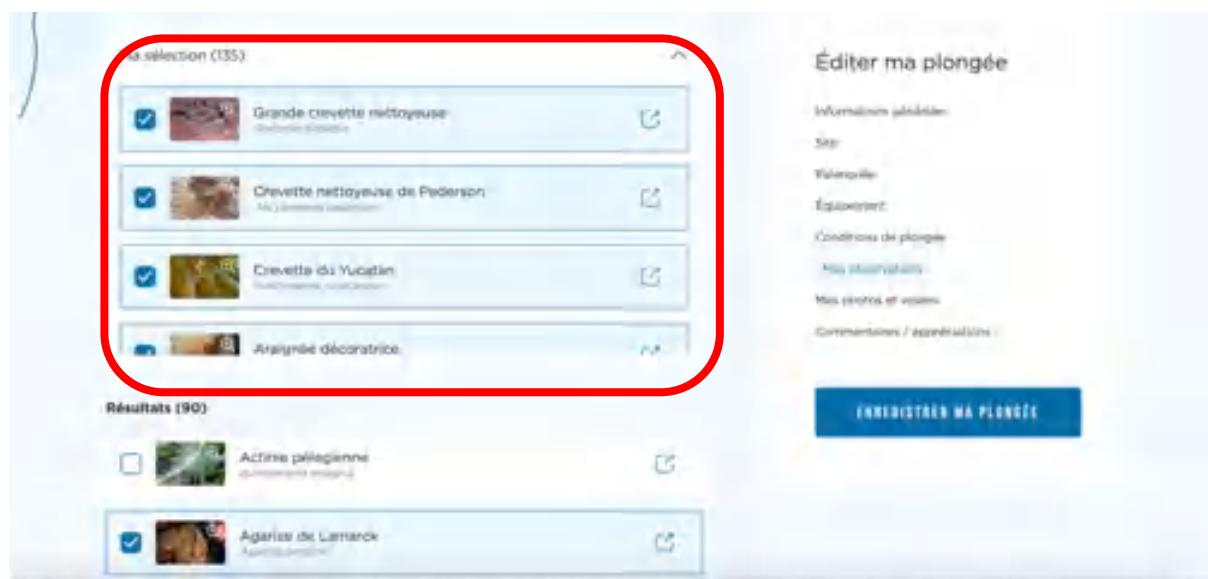 Ma sélection (135)
Grande crevette nettoyeuse
Crevette nettoyeuse de Pederson
Crevette du Yucatan
Araignée décoratrice
Résultats (90)
Actinie pélagienne
Agarice de Lamarck
Éditer ma plongée
Informations générales
Site
Palanquée
Équipement
Conditions de plongée
Mes observations
Mes photos et vidéos
Commentaires / appréciations
ENREGISTRER MA PLONGÉE